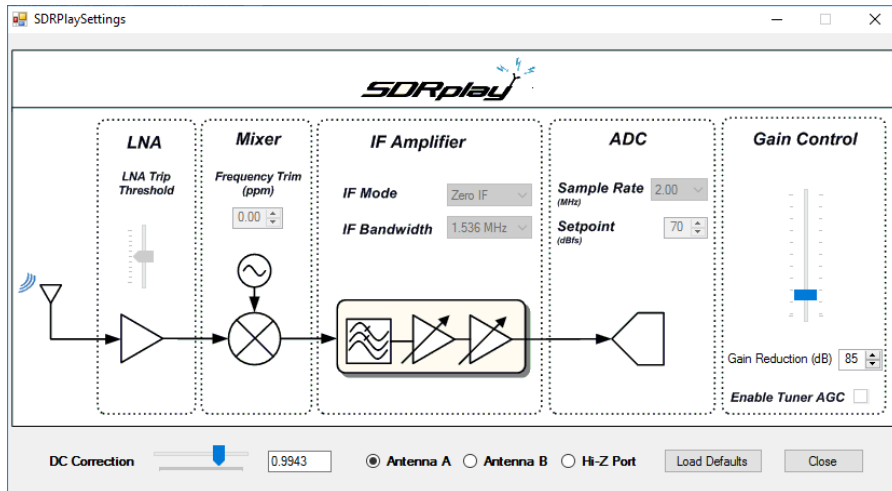 SDRPlaySettings
SDRplay
LNA
Mixer
IF Amplifier
ADC
Gain Control
LNA Trip
Threshold
Frequency Trim
(ppm)
0.00
IF Mode Zero IF
IF Bandwidth 1.536 MHz
Sample Rate 2.00
(MHz)
Setpoint 70
(dBfs)
Gain Reduction (dB) 85
Enable Tuner AGC
DC Correction 0.9943 Antenna A Antenna B Hi-Z Port Load Defaults Close